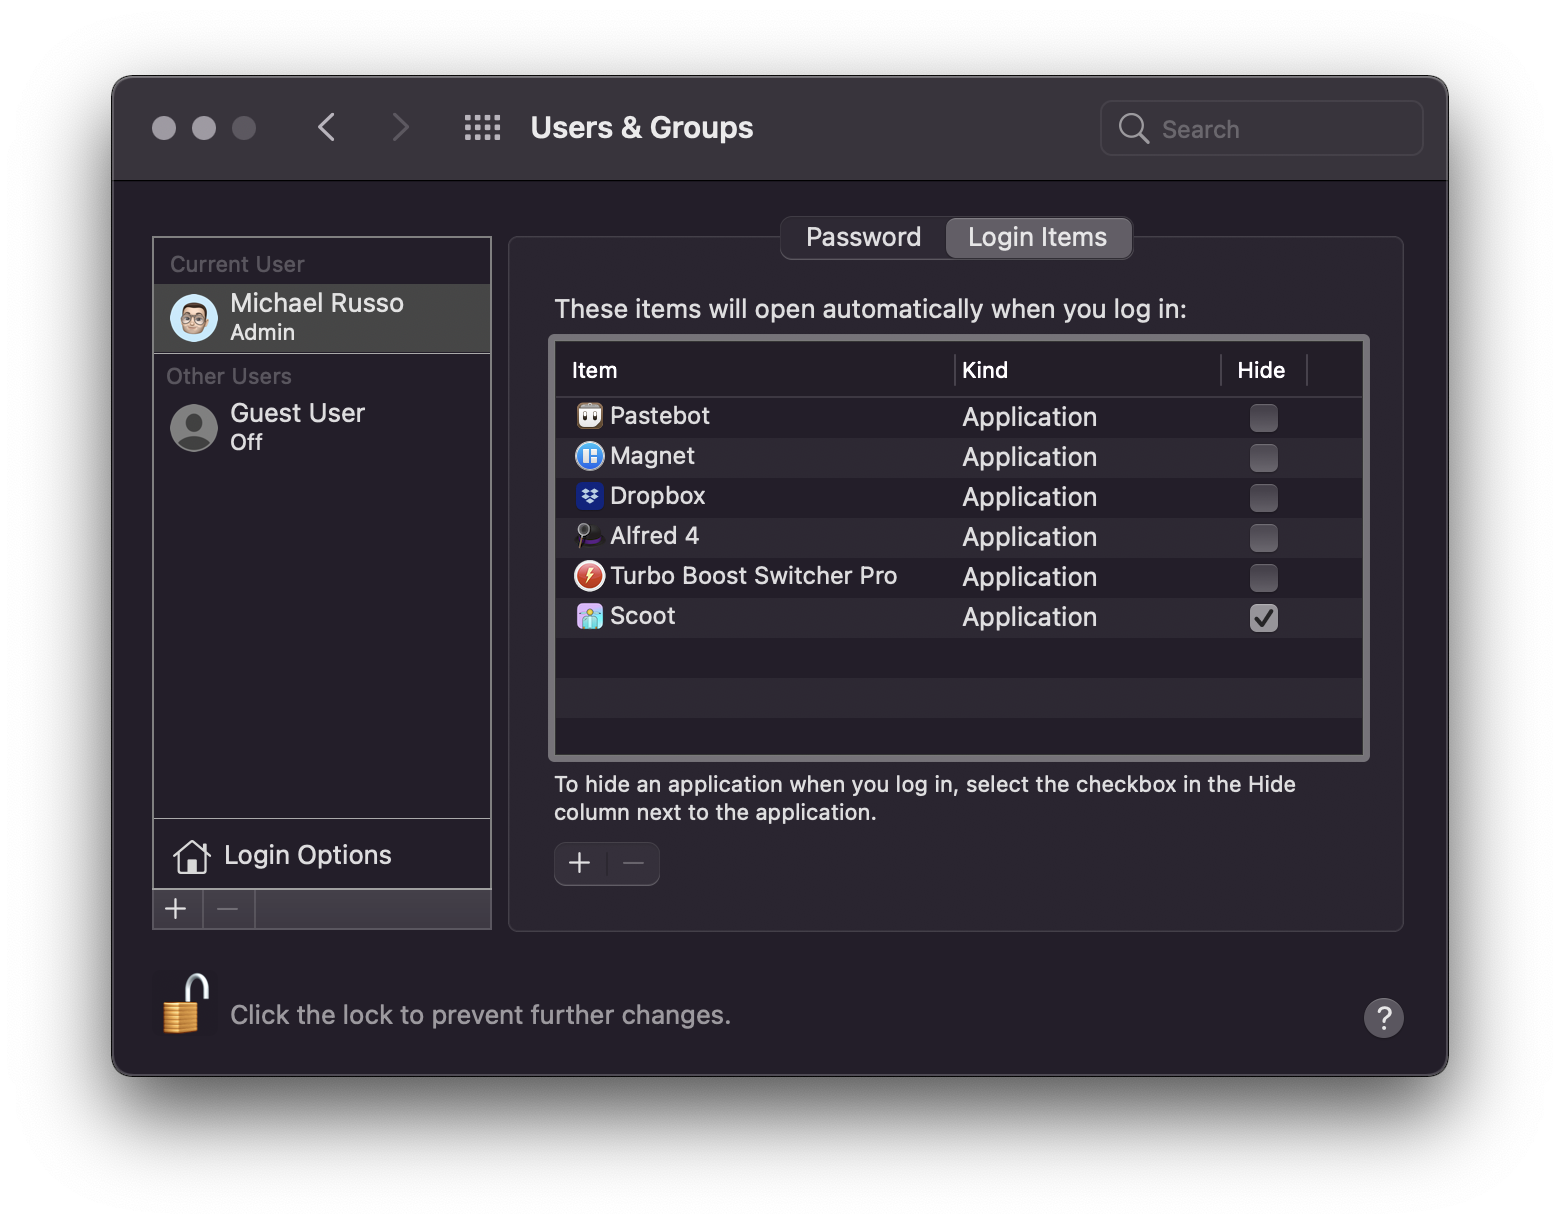 Users & Groups
Search
Current User
Michael Russo
Admin
Other Users
Guest User
Off
Login Options
Password
Login Items
These items will open automatically when you log in:
Item Kind Hide
Pastebot Application
Magnet Application
Dropbox Application
Alfred 4 Application
Turbo Boost Switcher Pro Application
Scoot Application
To hide an application when you log in, select the checkbox in the Hide
column next to the application.
Click the lock to prevent further changes.
?